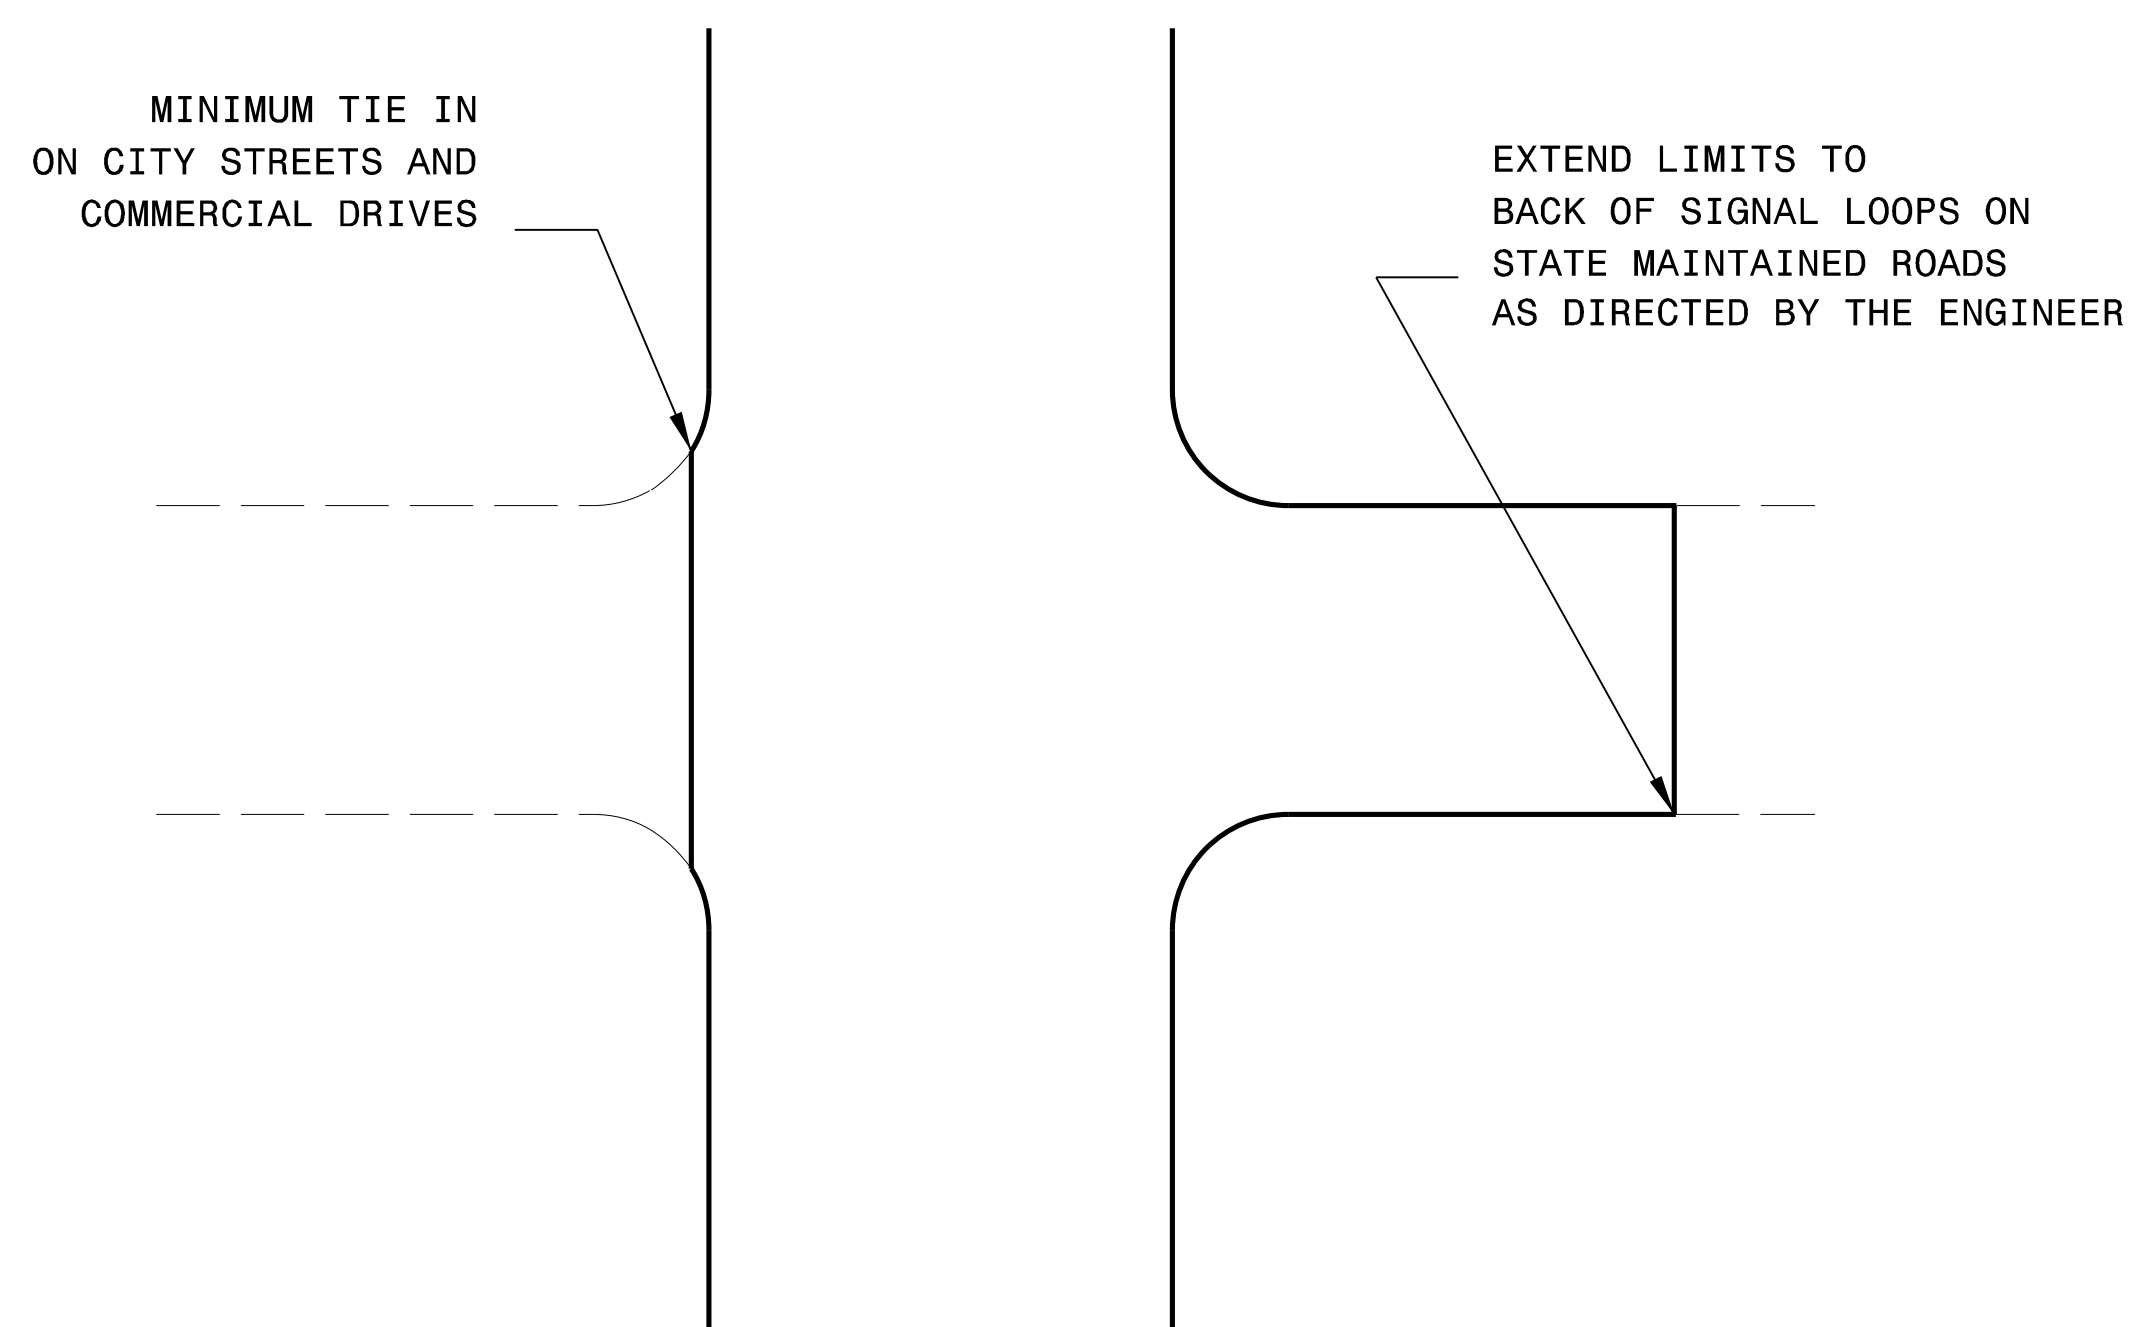 MINIMUM TIE IN
ON CITY STREETS AND
COMMERCIAL DRIVES
EXTEND LIMITS TO
BACK OF SIGNAL LOOPS ON
STATE MAINTAINED ROADS
AS DIRECTED BY THE ENGINEER